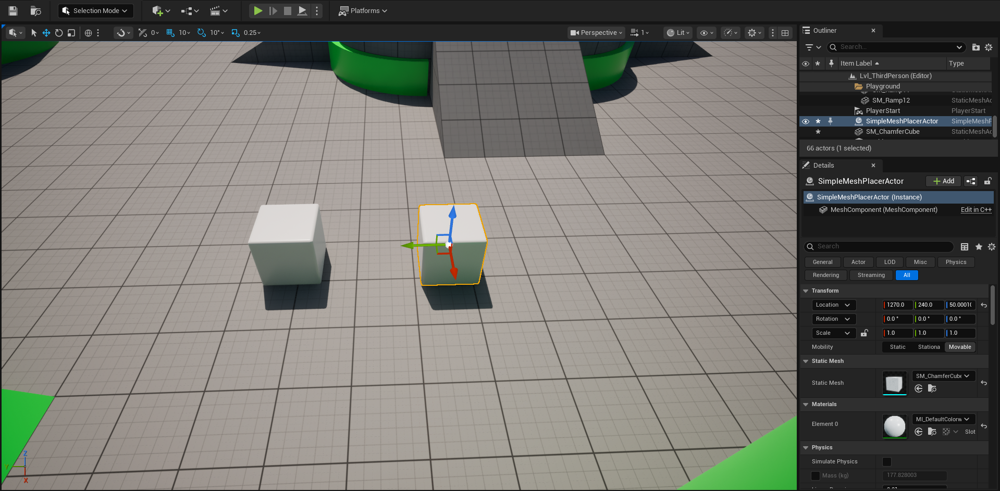 Selection Mode
Platforms
0
10
10°
0.25
Perspective
1
Lit
Z
X
Outliner
Search...
Item Label
Type
Lvl_ThirdPerson (Editor)
Playground
SM_Ramp12
StaticMeshAc
PlayerStart
PlayerStart
SimpleMeshPlacerActor
SimpleMeshP
SM_ChamferCube
StaticMeshAc
66 actors (1 selected)
Details
SimpleMeshPlacerActor
Add
SimpleMeshPlacerActor (Instance)
MeshComponent (MeshComponent)
Edit in C++
Search
General
Actor
LOD
Misc
Physics
Rendering
Streaming
All
Transform
Location
1270.0
240.0
50.00010
Rotation
0.0 °
0.0 °
0.0 °
Scale
1.0
1.0
1.0
Mobility
Static
Stationa
Movable
Static Mesh
Static Mesh
SM_ChamferCube
Materials
Element 0
MI_DefaultColorw
Slot
Physics
Simulate Physics
Mass (kg)
177.828003